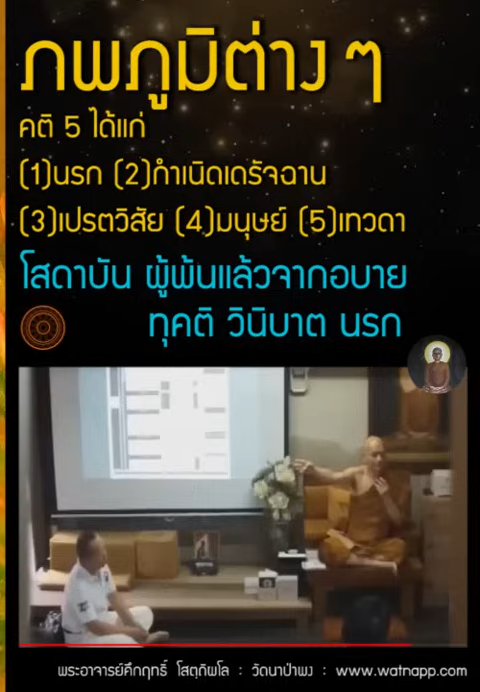 ภพภูมิต่าง ๆ
คติ 5 ได้แก่
(1)นรก (2)กำเนิดเดรัจฉาน
(3)เปรตวิสัย (4)มนุษย์ (5)เทวดา
โสดาบัน ผู้พ้นแล้วจากอบาย
ทุคติ วินิบาต นรก
พระอาจารย์คึกฤทธิ์ โสตฺถิผโล : วัดนาป่าพง : www.watnapp.com